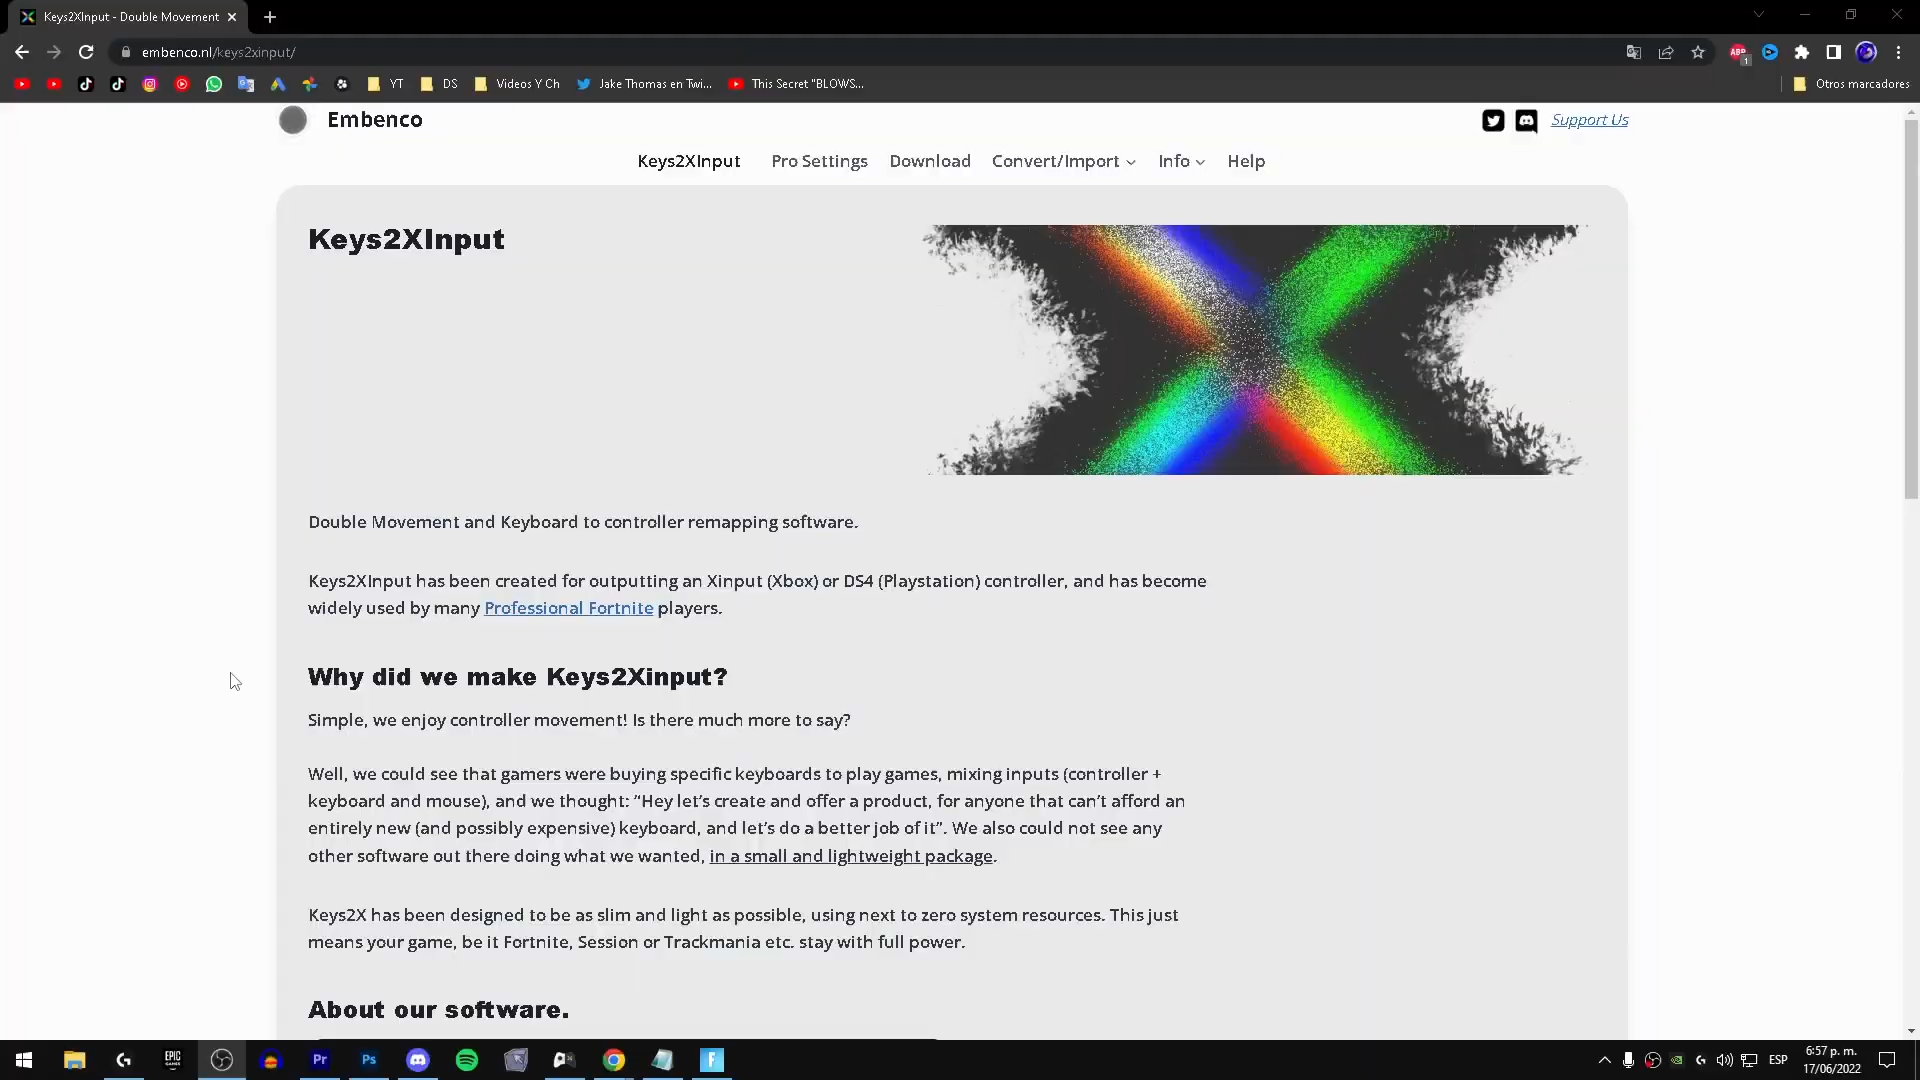 Keys2XInput - Double Movement
embenco.nl/keys2xinput/
1
YT
DS
Videos Y Ch
Jake Thomas en Twi...
This Secret "BLOWS...
Otros marcadores
Embenco
Support Us
Keys2XInput
Pro Settings
Download
Convert/Import
Info
Help
Keys2XInput
Double Movement and Keyboard to controller remapping software.
Keys2XInput has been created for outputting an Xinput (Xbox) or DS4 (Playstation) controller, and has become
widely used by many Professional Fortnite players.
Why did we make Keys2Xinput?
Simple, we enjoy controller movement! Is there much more to say?
Well, we could see that gamers were buying specific keyboards to play games, mixing inputs (controller +
keyboard and mouse), and we thought: “Hey let’s create and offer a product, for anyone that can’t afford an
entirely new (and possibly expensive) keyboard, and let’s do a better job of it”. We also could not see any
other software out there doing what we wanted, in a small and lightweight package.
Keys2X has been designed to be as slim and light as possible, using next to zero system resources. This just
means your game, be it Fortnite, Session or Trackmania etc. stay with full power.
About our software.
EPIC
GAMES
Pr
Ps
F
ESP
6:57 p. m.
17/06/2022